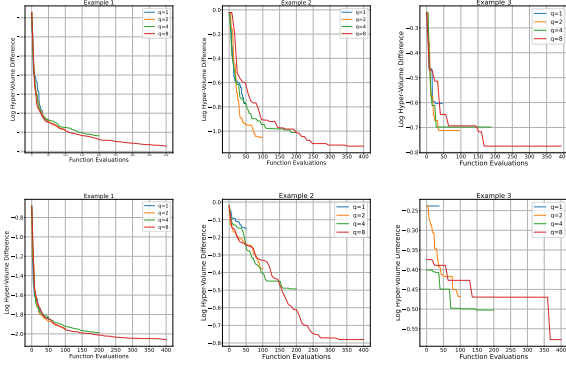 Example 1
Example 2
Example 3
Log Hyper-Volume Difference
q=1
q=2
q=4
q=8
Function Evaluations
Log Hyper-Volume Difference
0.0
−0.2
−0.4
−0.6
−0.8
−1.0
q=1
q=2
q=4
q=8
0 50 100 150 200 250 300 350 400
Function Evaluations
Log Hyper-Volume Difference
−0.3
−0.4
−0.5
−0.6
−0.7
−0.8
q=1
q=2
q=4
q=8
0 50 100 150 200 250 300 350 400
Function Evaluations
Example 1
Example 2
Example 3
Log Hyper-Volume Difference
−0.8
−1.0
−1.2
−1.4
−1.6
−1.8
−2.0
q=1
q=2
q=4
q=8
0 50 100 150 200 250 300 350 400
Function Evaluations
Log Hyper-Volume Difference
0.2
0.1
0.0
−0.1
−0.2
−0.3
−0.4
−0.5
−0.6
−0.7
−0.8
q=1
q=2
q=4
q=8
0 50 100 150 200 250 300 350 400
Function Evaluations
Log Hyper-Volume Difference
−0.25
−0.30
−0.35
−0.40
−0.45
−0.50
−0.55
q=1
q=2
q=4
q=8
0 50 100 150 200 250 300 350 400
Function Evaluations